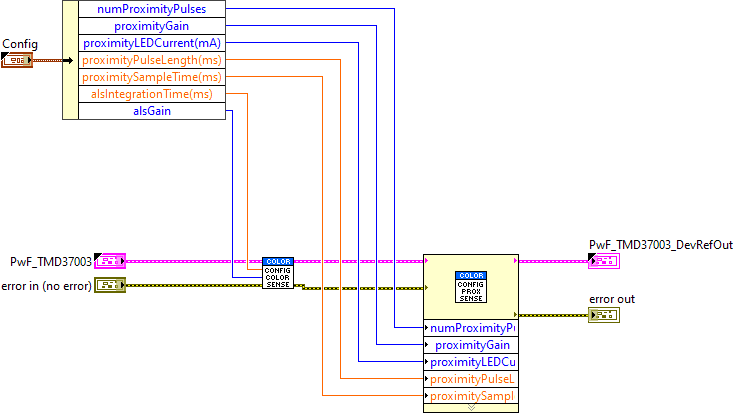 numProximityPulses
proximityGain
Config
proximityLEDCurrent(mA)
proximityPulseLength(ms)
proximitySampleTime(ms)
alsIntegrationTime(ms)
alsGain
PwF_TMD37003
COLOR
CONFIG
COLOR
SENSE
error in (no error)
COLOR
CONFIG
PROX
SENSE
PwF_TMD37003_DevRefOut
error out
numProximityP
proximityGain
proximityLEDCu
proximityPulseL
proximitySampl